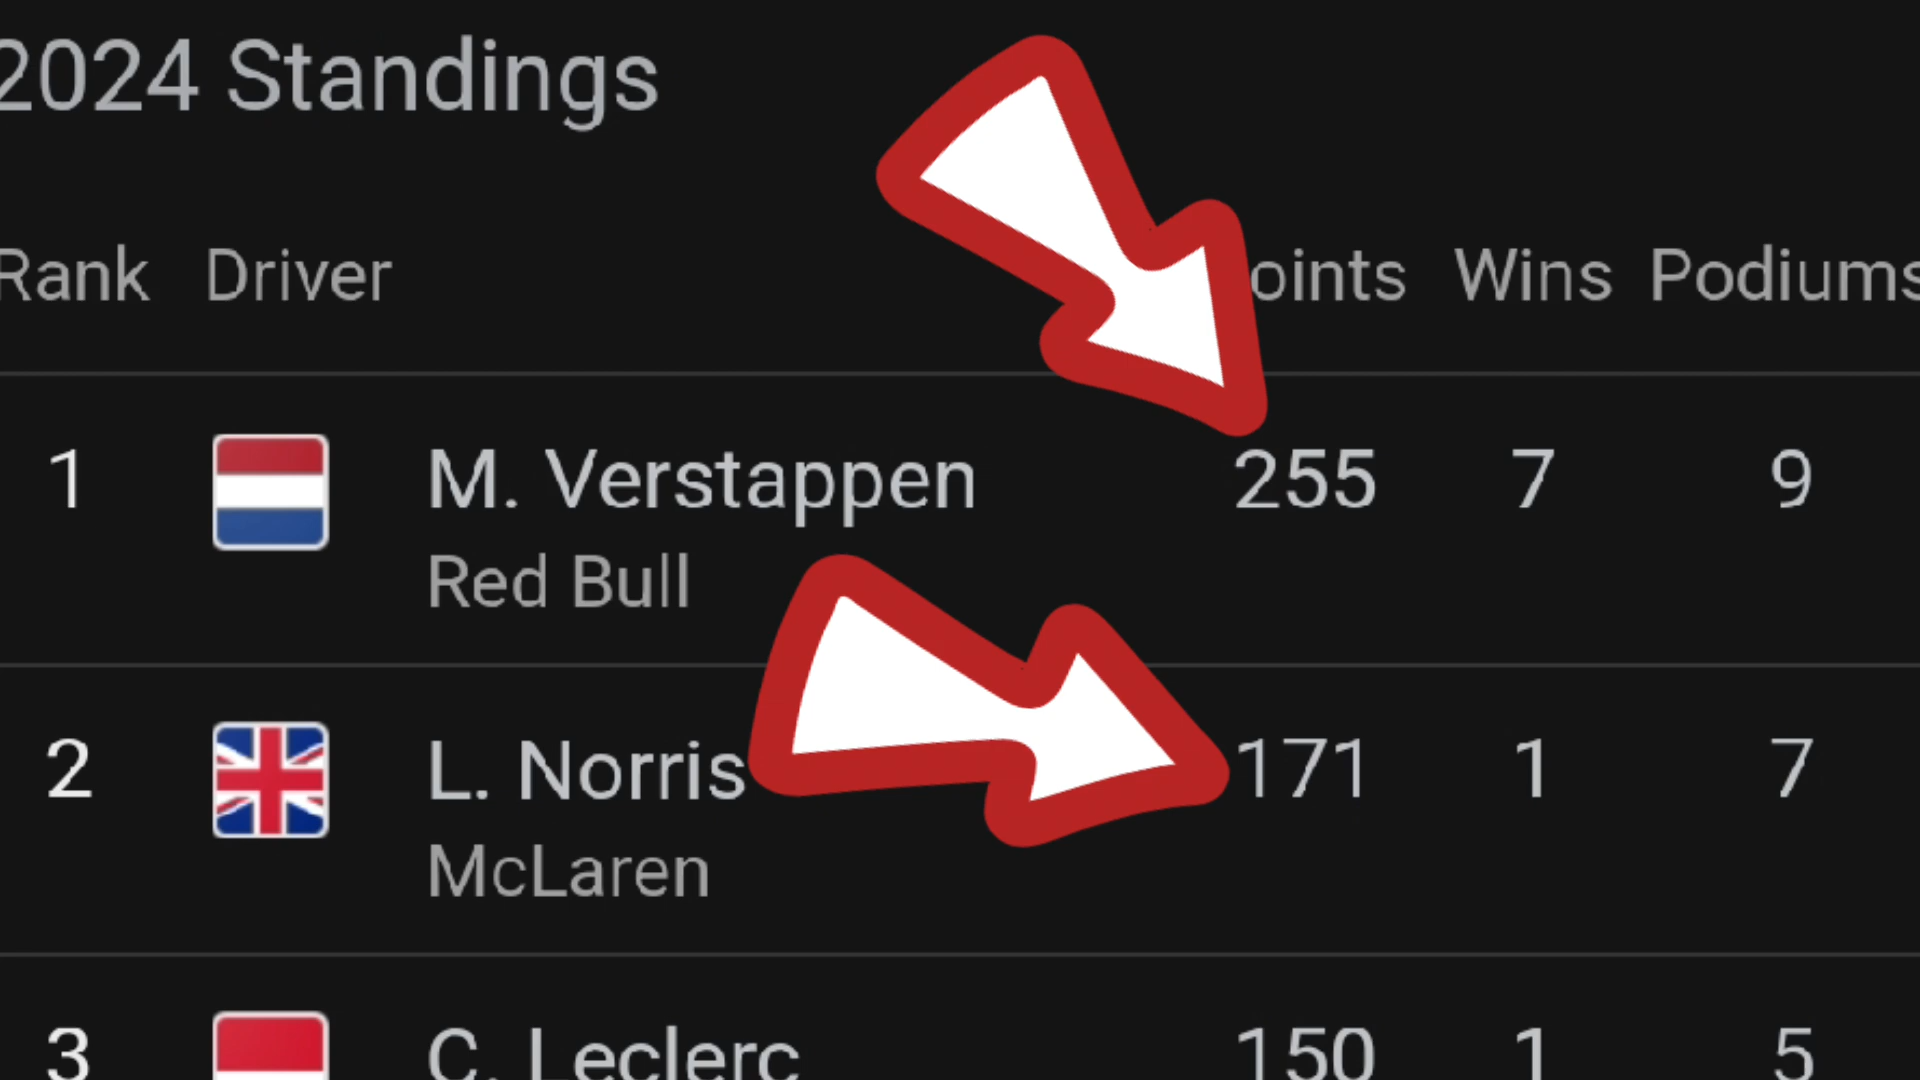 2024 Standings
Rank Driver oints Wins Podiums
1 M. Verstappen 255 7 9
Red Bull
2 L. Norris 171 1 7
McLaren
3 C. Leclerc 150 1 5